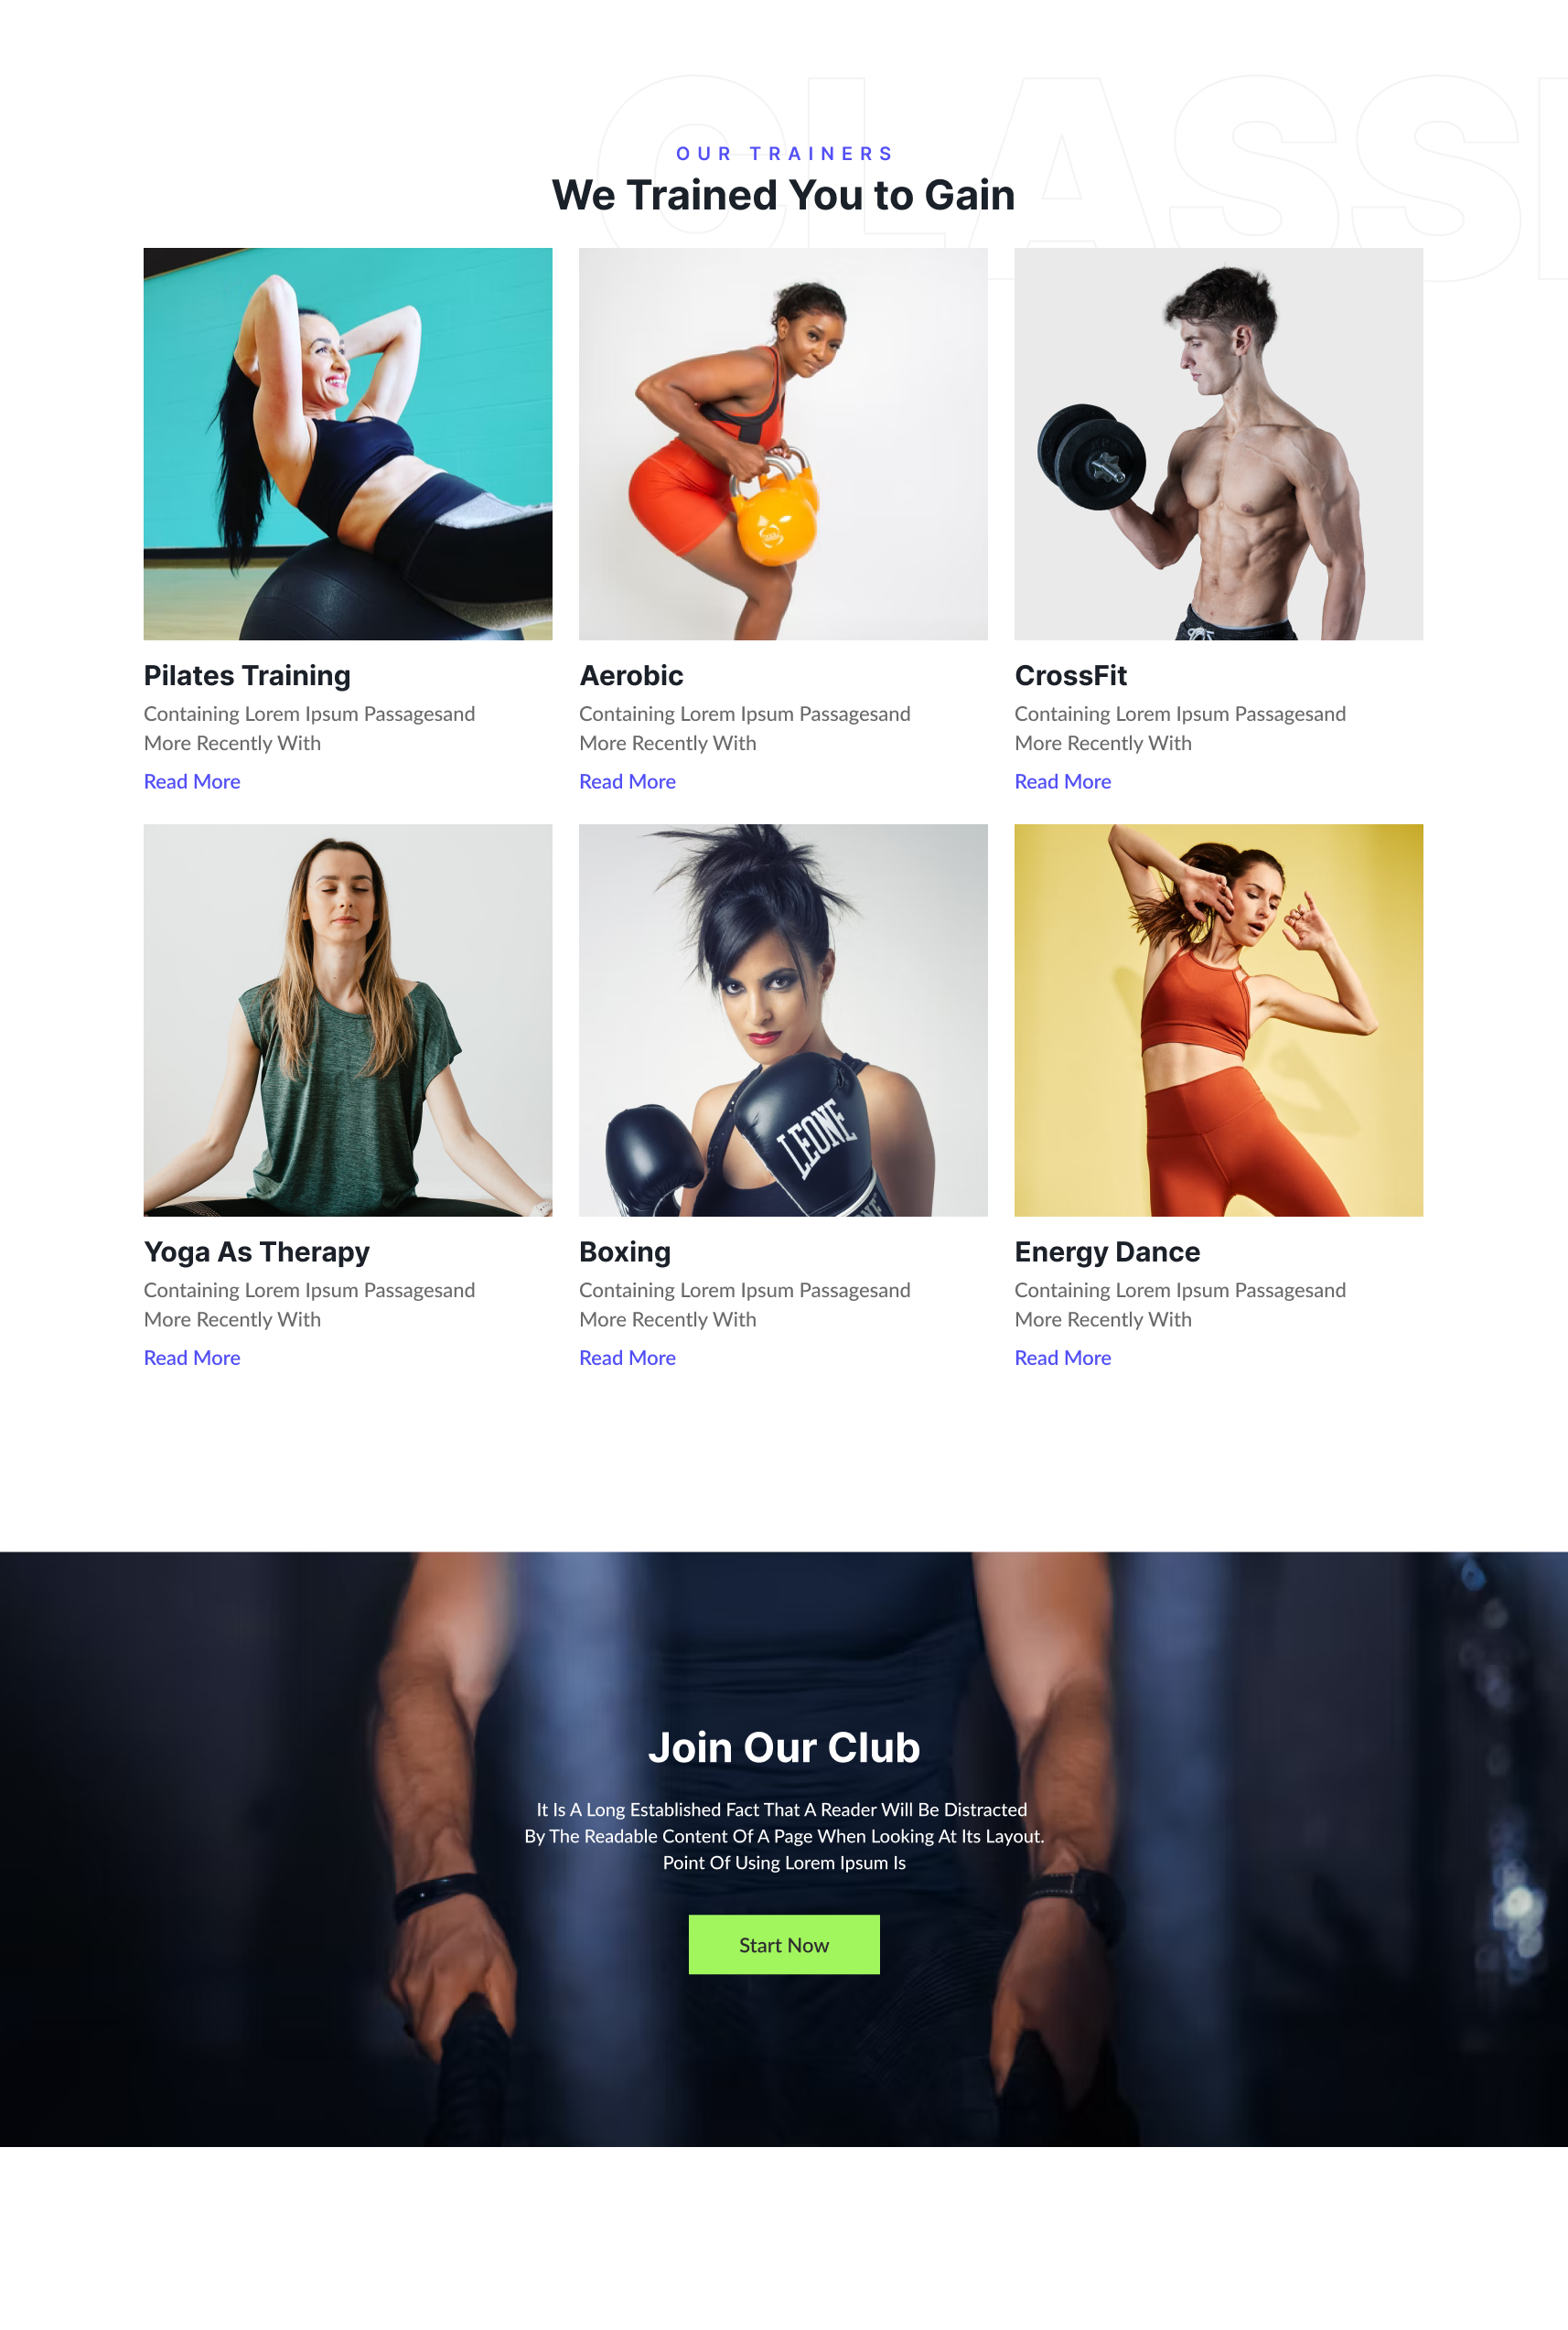 CLASSI
OUR TRAINERS
We Trained You to Gain
Pilates Training
Containing Lorem Ipsum Passagesand
More Recently With
Read More
Aerobic
Containing Lorem Ipsum Passagesand
More Recently With
Read More
CrossFit
Containing Lorem Ipsum Passagesand
More Recently With
Read More
LEONE
Yoga As Therapy
Containing Lorem Ipsum Passagesand
More Recently With
Read More
Boxing
Containing Lorem Ipsum Passagesand
More Recently With
Read More
Energy Dance
Containing Lorem Ipsum Passagesand
More Recently With
Read More
Join Our Club
It Is A Long Established Fact That A Reader Will Be Distracted
By The Readable Content Of A Page When Looking At Its Layout.
Point Of Using Lorem Ipsum Is
Start Now